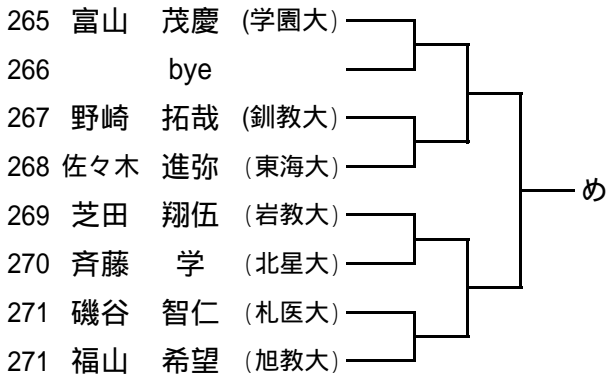 265 富山 茂慶 (学園大)
266 bye
267 野崎 拓哉 (釧教大)
268 佐々木 進弥 (東海大)
め
269 芝田 翔伍 (岩教大)
270 斉藤 学 (北星大)
271 磯谷 智仁 (札医大)
271 福山 希望 (旭教大)